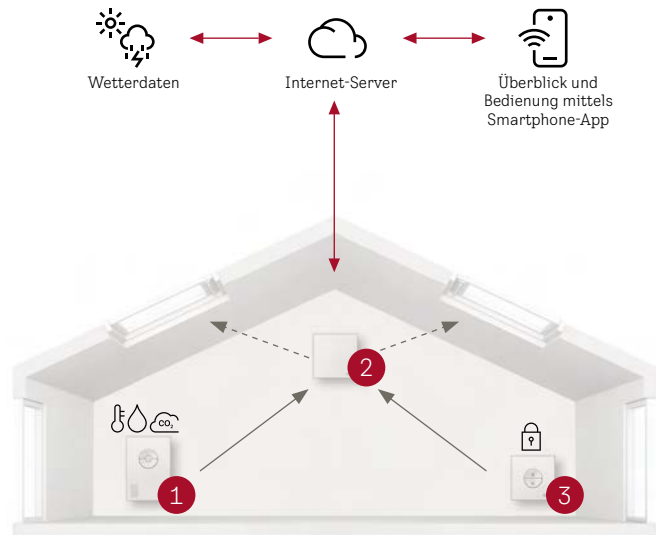 Wetterdaten
Internet-Server
Überblick und
Bedienung mittels
Smartphone-App
2
CO₂
1
3